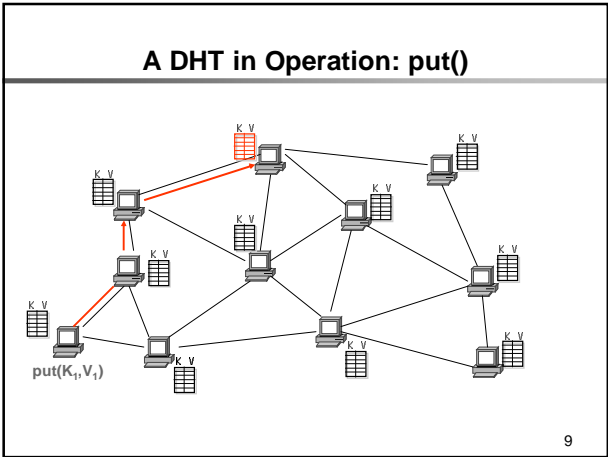 A DHT in Operation: put()
K V
K V
K V
K V
K V
K V
K V
K V
K V
K V
K V
put(K₁,V₁)
9